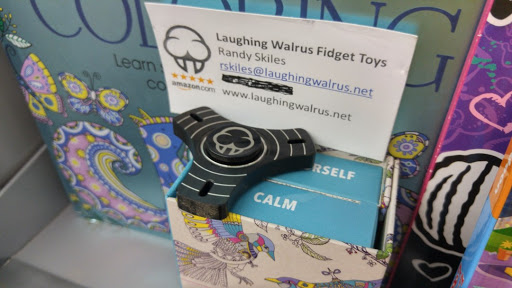 COLORING
Learn
co
Laughing Walrus Fidget Toys
Randy Skiles
rskiles@laughingwalrus.net
amazon.com
www.laughingwalrus.net
RSELF
CALM